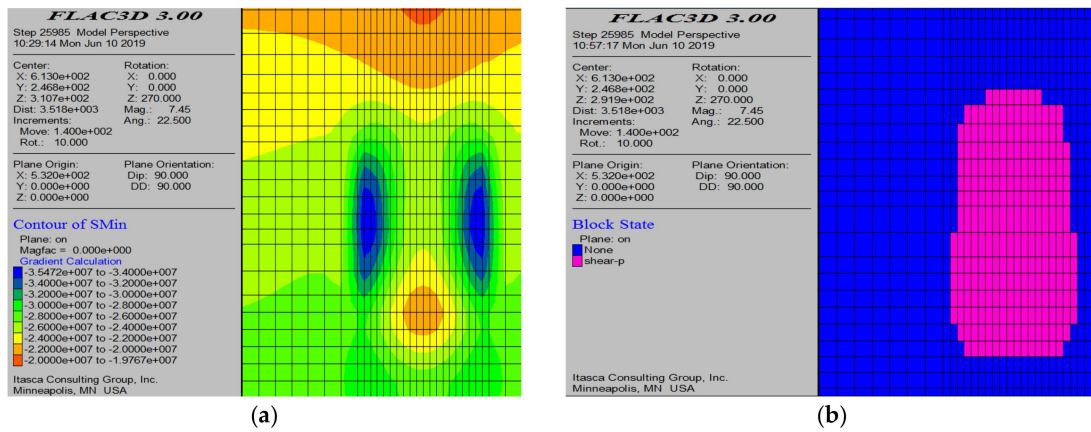 FLAC3D 3.00
Step 25985 Model Perspective
10:29:14 Mon Jun 10 2019
Center: Rotation:
X: 6.130e+002 X: 0.000
Y: 2.468e+002 Y: 0.000
Z: 3.107e+002 Z: 270.000
Dist: 3.518e+003 Mag.: 7.45
Increments: Ang.: 22.500
Move: 1.400e+002
Rot.: 10.000
Plane Origin: Plane Orientation:
X: 5.320e+002 Dip: 90.000
Y: 0.000e+000 DD: 90.000
Z: 0.000e+000
Contour of SMin
Plane: on
Magfac = 0.000e+000
Gradient Calculation
-3.5472e+007 to -3.4000e+007
-3.4000e+007 to -3.2000e+007
-3.2000e+007 to -3.0000e+007
-3.0000e+007 to -2.8000e+007
-2.8000e+007 to -2.6000e+007
-2.6000e+007 to -2.4000e+007
-2.4000e+007 to -2.2000e+007
-2.2000e+007 to -2.0000e+007
-2.0000e+007 to -1.9767e+007
Itasca Consulting Group, Inc.
Minneapolis, MN USA
(a)
FLAC3D 3.00
Step 25985 Model Perspective
10:57:17 Mon Jun 10 2019
Center: Rotation:
X: 6.130e+002 X: 0.000
Y: 2.468e+002 Y: 0.000
Z: 2.919e+002 Z: 270.000
Dist: 3.518e+003 Mag.: 7.45
Increments: Ang.: 22.500
Move: 1.400e+002
Rot.: 10.000
Plane Origin: Plane Orientation:
X: 5.320e+002 Dip: 90.000
Y: 0.000e+000 DD: 90.000
Z: 0.000e+000
Block State
Plane: on
None
shear-p
Itasca Consulting Group, Inc.
Minneapolis, MN USA
(b)